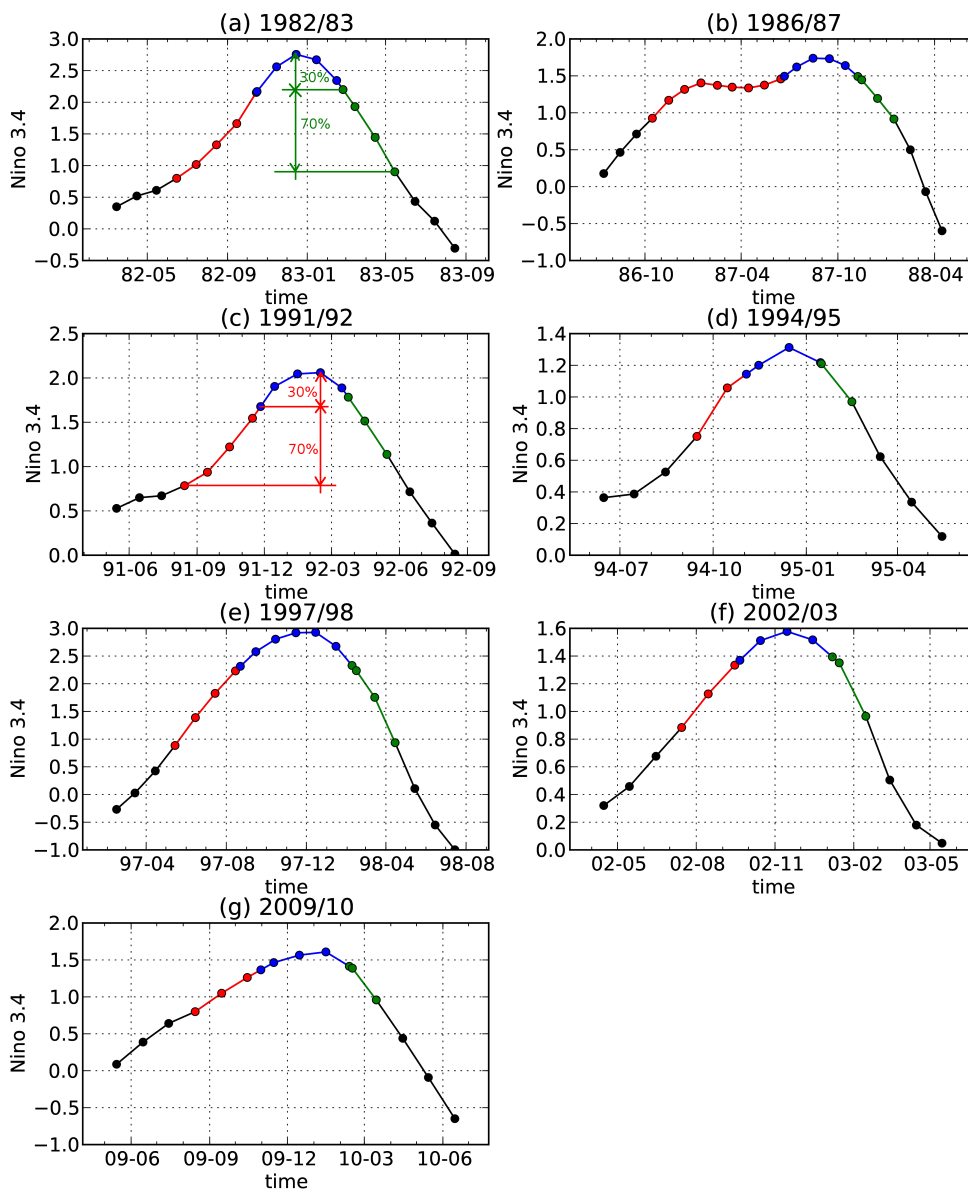 (a) 1982/83
3.0
2.5
2.0
1.5
1.0
0.5
0.0
−0.5
Nino 3.4
30%
70%
82-05 82-09 83-01 83-05 83-09
time
(b) 1986/87
2.0
1.5
1.0
0.5
0.0
−0.5
−1.0
Nino 3.4
86-10 87-04 87-10 88-04
time
(c) 1991/92
2.5
2.0
1.5
1.0
0.5
0.0
Nino 3.4
30%
70%
91-06 91-09 91-12 92-03 92-06 92-09
time
(d) 1994/95
1.4
1.2
1.0
0.8
0.6
0.4
0.2
0.0
Nino 3.4
94-07 94-10 95-01 95-04
time
(e) 1997/98
3.0
2.5
2.0
1.5
1.0
0.5
0.0
−0.5
−1.0
Nino 3.4
97-04 97-08 97-12 98-04 98-08
time
(f) 2002/03
1.6
1.4
1.2
1.0
0.8
0.6
0.4
0.2
0.0
Nino 3.4
02-05 02-08 02-11 03-02 03-05
time
(g) 2009/10
2.0
1.5
1.0
0.5
0.0
−0.5
−1.0
Nino 3.4
09-06 09-09 09-12 10-03 10-06
time